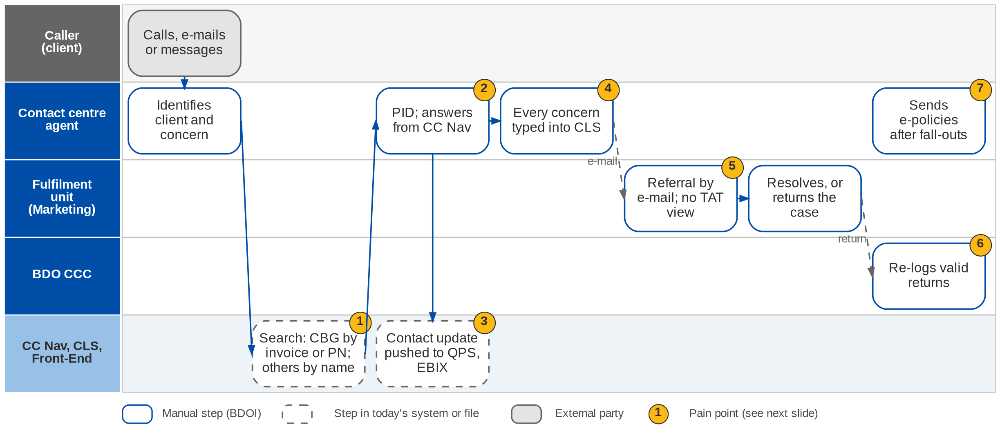 Caller
(client)
Calls, e-mails
or messages
Contact centre
agent
Identifies
client and
concern
2
PID; answers
from CC Nav
4
Every concern
typed into CLS
7
Sends
e-policies
after fall-outs
e-mail
Fulfilment
unit
(Marketing)
5
Referral by
e-mail; no TAT
view
Resolves, or
returns the
case
return
BDO CCC
6
Re-logs valid
returns
CC Nav, CLS,
Front-End
1
Search: CBG by
invoice or PN;
others by name
3
Contact update
pushed to QPS,
EBIX
Manual step (BDOI)
Step in today's system or file
External party
1
Pain point (see next slide)